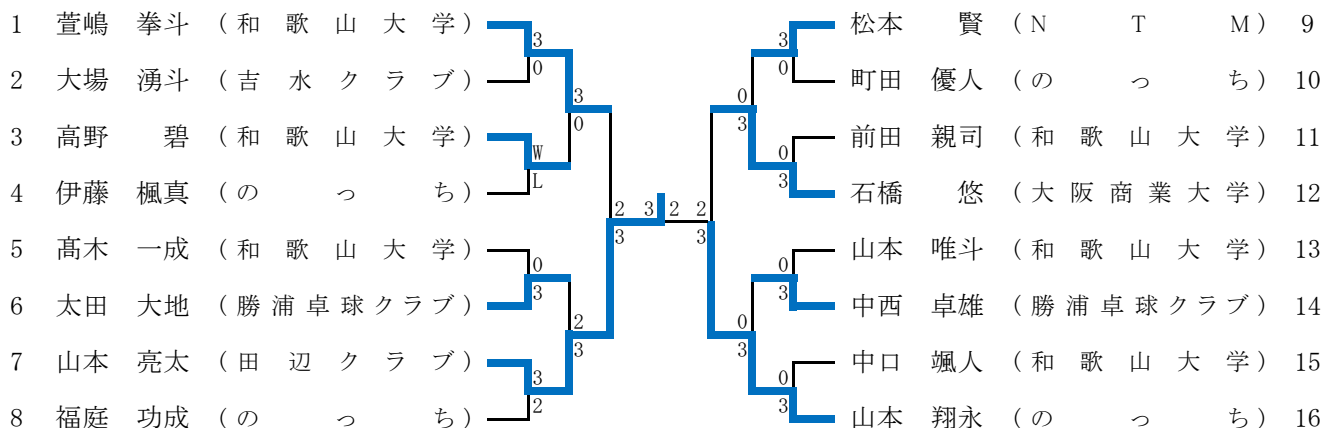 1 萱嶋 拳斗 (和歌山大学) 松本 賢 (NTM) 9
3 3
0 0
2 大場 湧斗 (吉水クラブ) 町田 優人 (のっち) 10
3 0
0 3
3 高野 碧 (和歌山大学) 前田 親司 (和歌山大学) 11
W 0
L 3
4 伊藤 楓真 (のっち) 石橋 悠 (大阪商業大学) 12
2 3 2 2
3 3
5 髙木 一成 (和歌山大学) 山本 唯斗 (和歌山大学) 13
0 0
3 3
6 太田 大地 (勝浦卓球クラブ) 中西 卓雄 (勝浦卓球クラブ) 14
2 0
3 3
7 山本 亮太 (田辺クラブ) 中口 颯人 (和歌山大学) 15
3 0
2 3
8 福庭 功成 (のっち) 山本 翔永 (のっち) 16